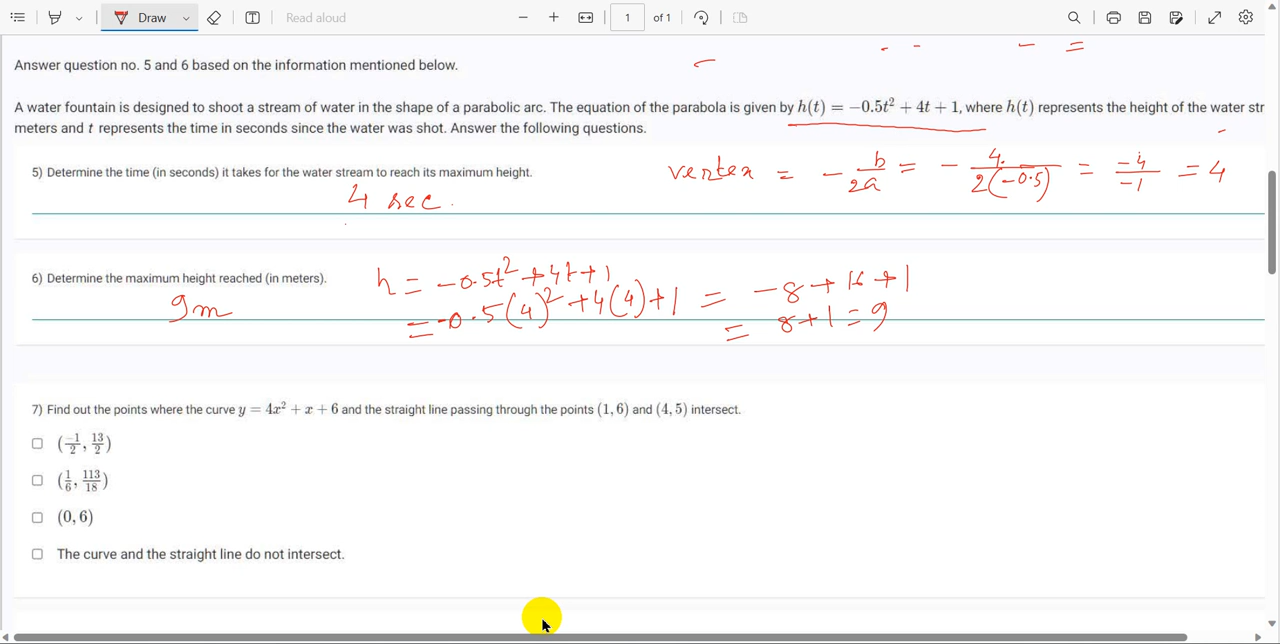 Draw
Read aloud
1 of 1
Answer question no. 5 and 6 based on the information mentioned below.
A water fountain is designed to shoot a stream of water in the shape of a parabolic arc. The equation of the parabola is given by h(t) = −0.5t² + 4t + 1, where h(t) represents the height of the water str
meters and t represents the time in seconds since the water was shot. Answer the following questions.
5) Determine the time (in seconds) it takes for the water stream to reach its maximum height.
vertex = - b/2a = - 4/2(-0.5) = -4/-1 = 4
4 sec.
6) Determine the maximum height reached (in meters).
h = -0.5t² + 4t + 1
= -0.5(4)² + 4(4) + 1 = -8 + 16 + 1
9m
= 8 + 1 = 9
7) Find out the points where the curve y = 4x² + x + 6 and the straight line passing through the points (1, 6) and (4, 5) intersect.
(−1/2, 13/2)
(1/6, 113/18)
(0, 6)
The curve and the straight line do not intersect.